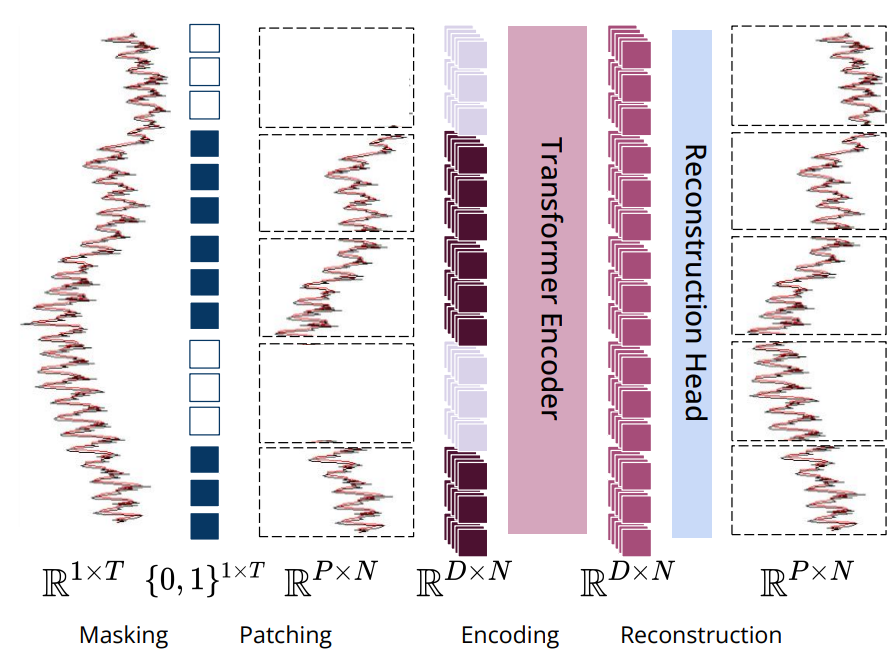 Transformer Encoder
Reconstruction Head
ℝ^{1×T} {0, 1}^{1×T} ℝ^{P×N} ℝ^{D×N} ℝ^{D×N} ℝ^{P×N}
Masking Patching Encoding Reconstruction